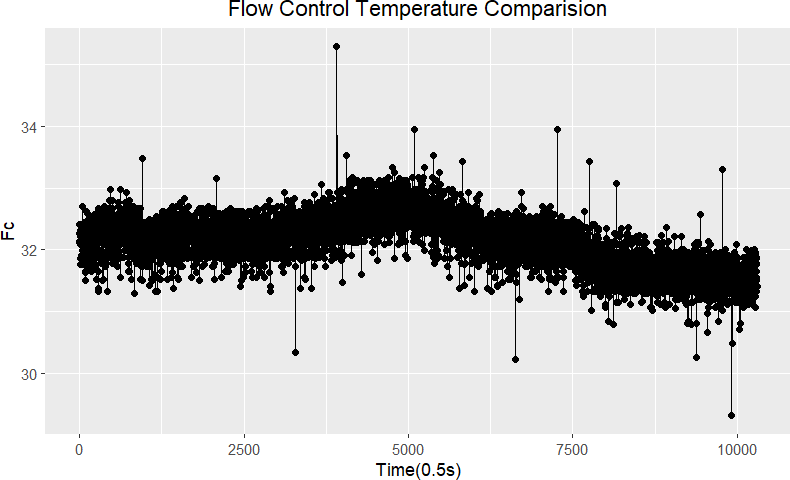 Flow Control Temperature Comparision
Fc
34
32
30
0 2500 5000 7500 10000
Time(0.5s)